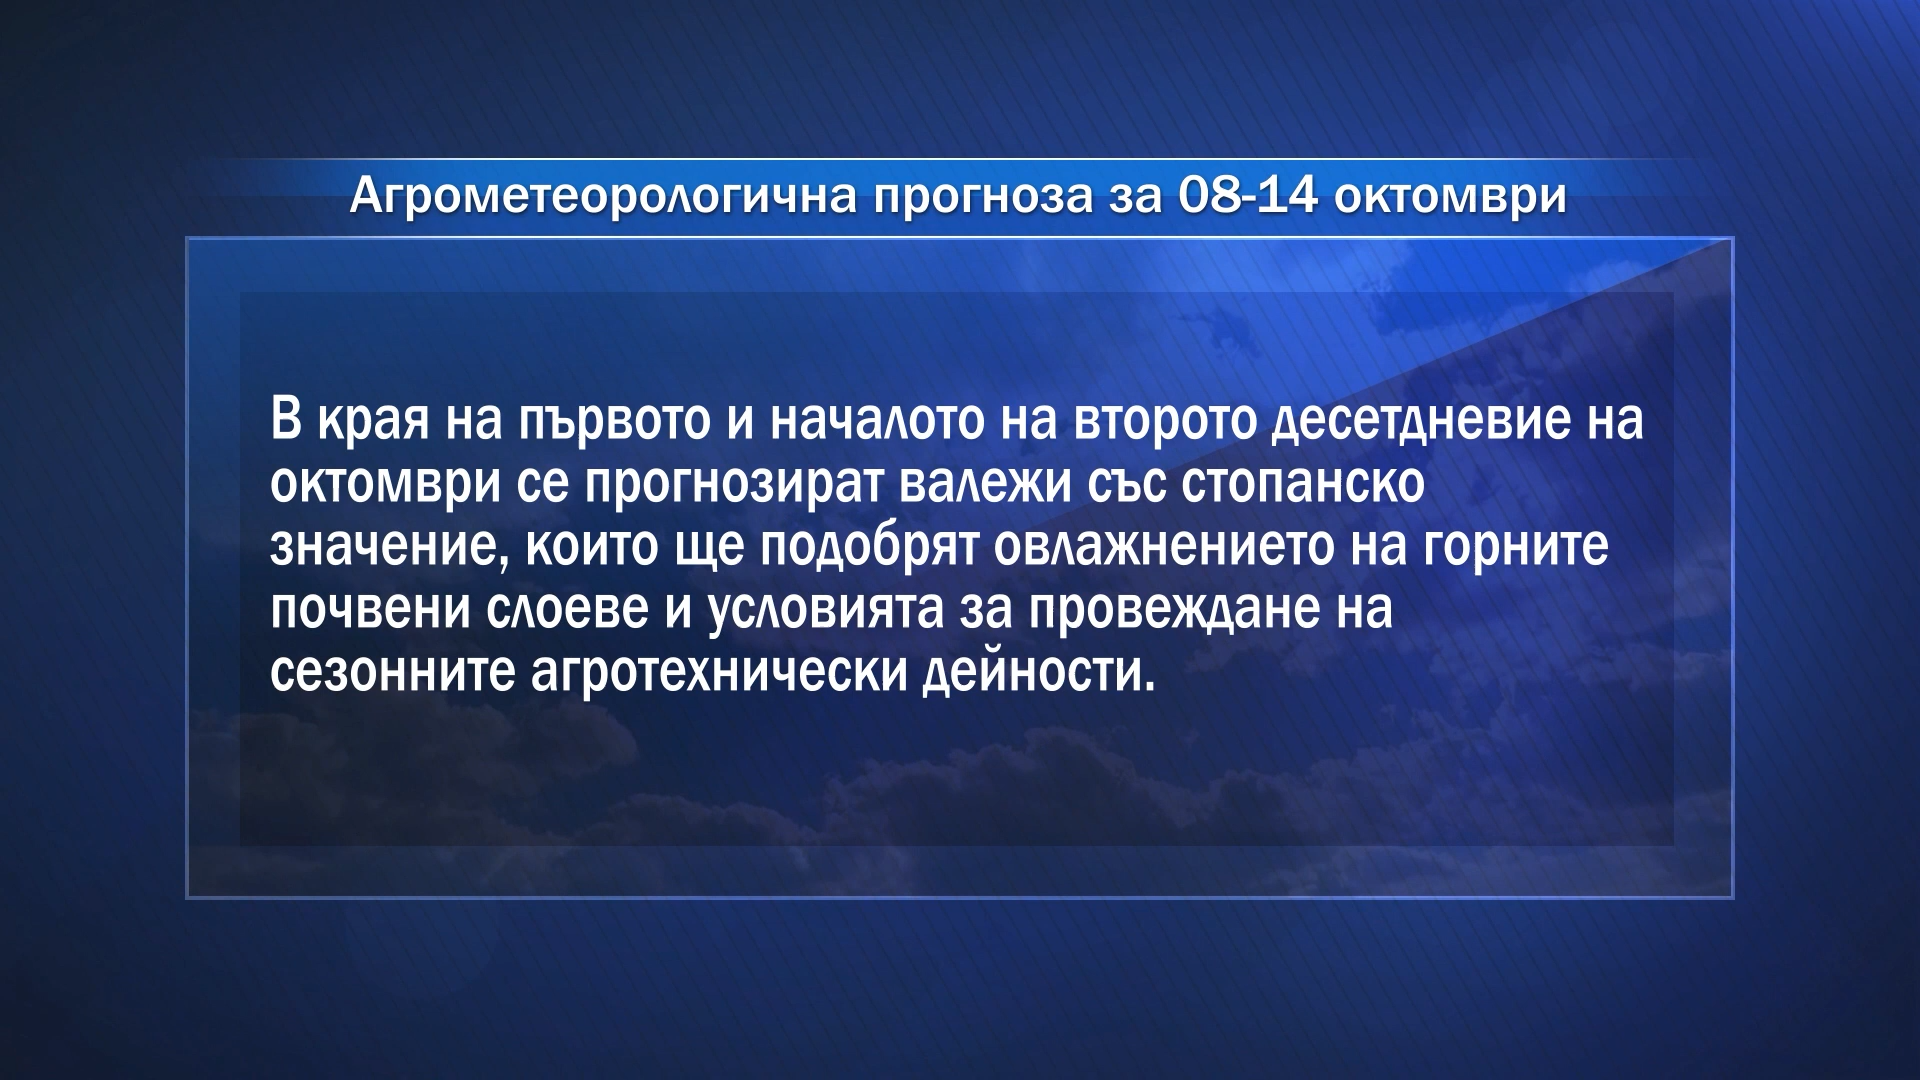 Агрометеорологична прогноза за 08-14 октомври
В края на първото и началото на второто десетдневие на
октомври се прогнозират валежи със стопанско
значение, които ще подобрят овлажнението на горните
почвени слоеве и условията за провеждане на
сезонните агротехнически дейности.